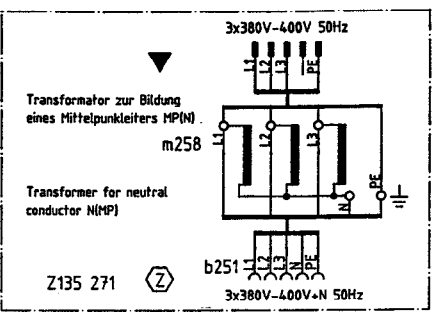 3x380V-400V 50Hz
L1 L2 L3 PE
Transformator zur Bildung
eines Mittelpunkleiters MP(N).
m258
L1 L2 L3 PE
Transformer for neutral
conductor N(MP)
N
b251
L1 L2 L3 N PE
Z135 271 Z
3x380V-400V+N 50Hz